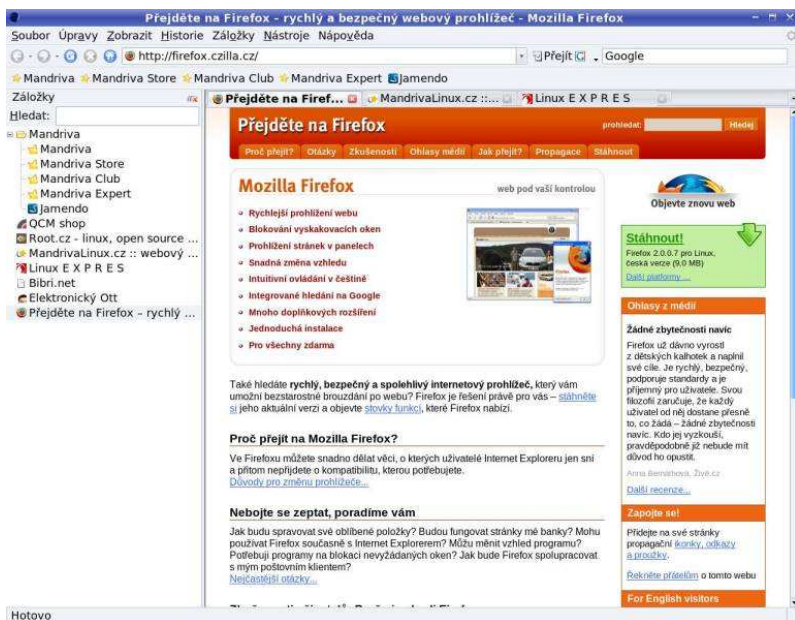 Přejděte na Firefox - rychlý a bezpečný webový prohlížeč - Mozilla Firefox
Soubor Úpravy Zobrazit Historie Záložky Nástroje Nápověda
http://firefox.czilla.cz/ Přejít Google
Mandriva Mandriva Store Mandriva Club Mandriva Expert Jamendo
Záložky
Hledat:
Mandriva
Mandriva
Mandriva Store
Mandriva Club
Mandriva Expert
Jamendo
QCM shop
Root.cz - linux, open source ...
MandrivaLinux.cz :: webový ...
Linux E X P R E S
Bibri.net
Elektronický Ott
Přejděte na Firefox - rychlý ...
Přejděte na Firef... MandrivaLinux.cz ::... Linux E X P R E S
Přejděte na Firefox
prohledat: Hledej
Proč přejít? Otázky Zkušenosti Ohlasy médií Jak přejít? Propagace Stáhnout
Mozilla Firefox web pod vaší kontrolou
Rychlejší prohlížení webu
Blokování vyskakovacích oken
Prohlížení stránek v panelech
Snadná změna vzhledu
Intuitivní ovládání v češtině
Integrované hledání na Google
Mnoho doplňkových rozšíření
Jednoduchá instalace
Pro všechny zdarma
Také hledáte rychlý, bezpečný a spolehlivý internetový prohlížeč, který vám
umožní bezstarostné brouzdání po webu? Firefox je řešení právě pro vás – stáhněte
si jeho aktuální verzi a objevte stovky funkcí, které Firefox nabízí.
Proč přejít na Mozilla Firefox?
Ve Firefoxu můžete snadno dělat věci, o kterých uživatelé Internet Exploreru jen sní
a přitom nepřijdete o kompatibilitu, kterou potřebujete.
Důvody pro změnu prohlížeče...
Nebojte se zeptat, poradíme vám
Jak budu spravovat své oblíbené položky? Budou fungovat stránky mé banky? Mohu
používat Firefox současně s Internet Explorerem? Můžu měnit vzhled programu?
Potřebuji programy na blokaci nevyžádaných oken? Jak bude Firefox spolupracovat
s mým poštovním klientem?
Nejčastější otázky...
Objevte znovu web
Stáhnout!
Firefox 2.0.0.7 pro Linux,
česká verze (9,0 MB)
Další platformy ...
Ohlasy z médií
Žádné zbytečnosti navíc
Firefox už dávno vyrostl
z dětských kalhotek a naplnil
své cíle. Je rychlý, bezpečný,
podporuje standardy a je
příjemný pro uživatele. Svou
filozofií zaručuje, že každý
uživatel od něj dostane přesně
to, co žádá – žádné zbytečnosti
navíc. Kdo jej vyzkouší,
pravděpodobně již nebude mít
důvod ho opustit.
Anna Bernáthová, Živě.cz
Další recenze...
Zapojte se!
Přidejte na své stránky
propagační ikonky, odkazy
a proužky.
Řekněte přátelům o tomto webu
For English visitors
Hotovo